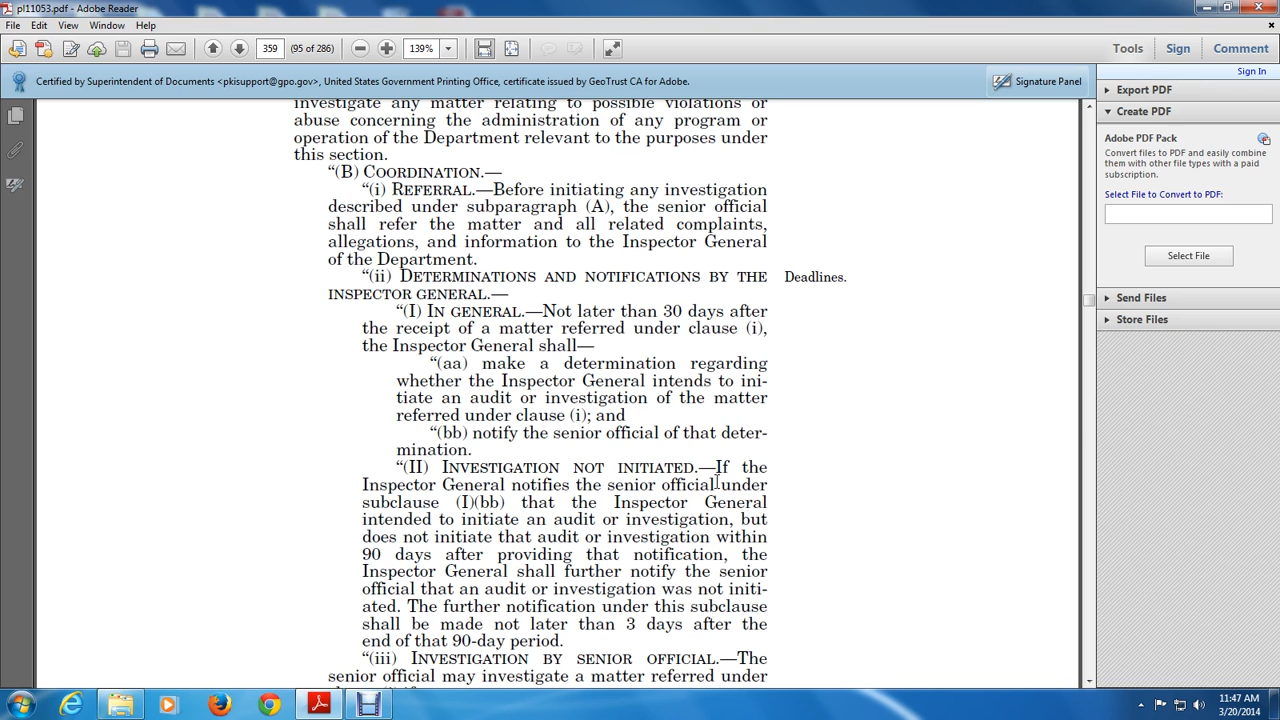 pl11053.pdf - Adobe Reader
File Edit View Window Help
359 (95 of 286) 139% Tools Sign Comment
Certified by Superintendent of Documents <pkisupport@gpo.gov>, United States Government Printing Office, certificate issued by GeoTrust CA for Adobe. Signature Panel
investigate any matter relating to possible violations or
abuse concerning the administration of any program or
operation of the Department relevant to the purposes under
this section.
“(B) COORDINATION.—
“(i) REFERRAL.—Before initiating any investigation
described under subparagraph (A), the senior official
shall refer the matter and all related complaints,
allegations, and information to the Inspector General
of the Department.
“(ii) DETERMINATIONS AND NOTIFICATIONS BY THE
INSPECTOR GENERAL.—
Deadlines.
“(I) IN GENERAL.—Not later than 30 days after
the receipt of a matter referred under clause (i),
the Inspector General shall—
“(aa) make a determination regarding
whether the Inspector General intends to ini-
tiate an audit or investigation of the matter
referred under clause (i); and
“(bb) notify the senior official of that deter-
mination.
“(II) INVESTIGATION NOT INITIATED.—If the
Inspector General notifies the senior official under
subclause (I)(bb) that the Inspector General
intended to initiate an audit or investigation, but
does not initiate that audit or investigation within
90 days after providing that notification, the
Inspector General shall further notify the senior
official that an audit or investigation was not initi-
ated. The further notification under this subclause
shall be made not later than 3 days after the
end of that 90-day period.
“(iii) INVESTIGATION BY SENIOR OFFICIAL.—The
senior official may investigate a matter referred under
Sign In
Export PDF
Create PDF
Adobe PDF Pack
Convert files to PDF and easily combine
them with other file types with a paid
subscription.
Select File to Convert to PDF:
Select File
Send Files
Store Files
11:47 AM
3/20/2014